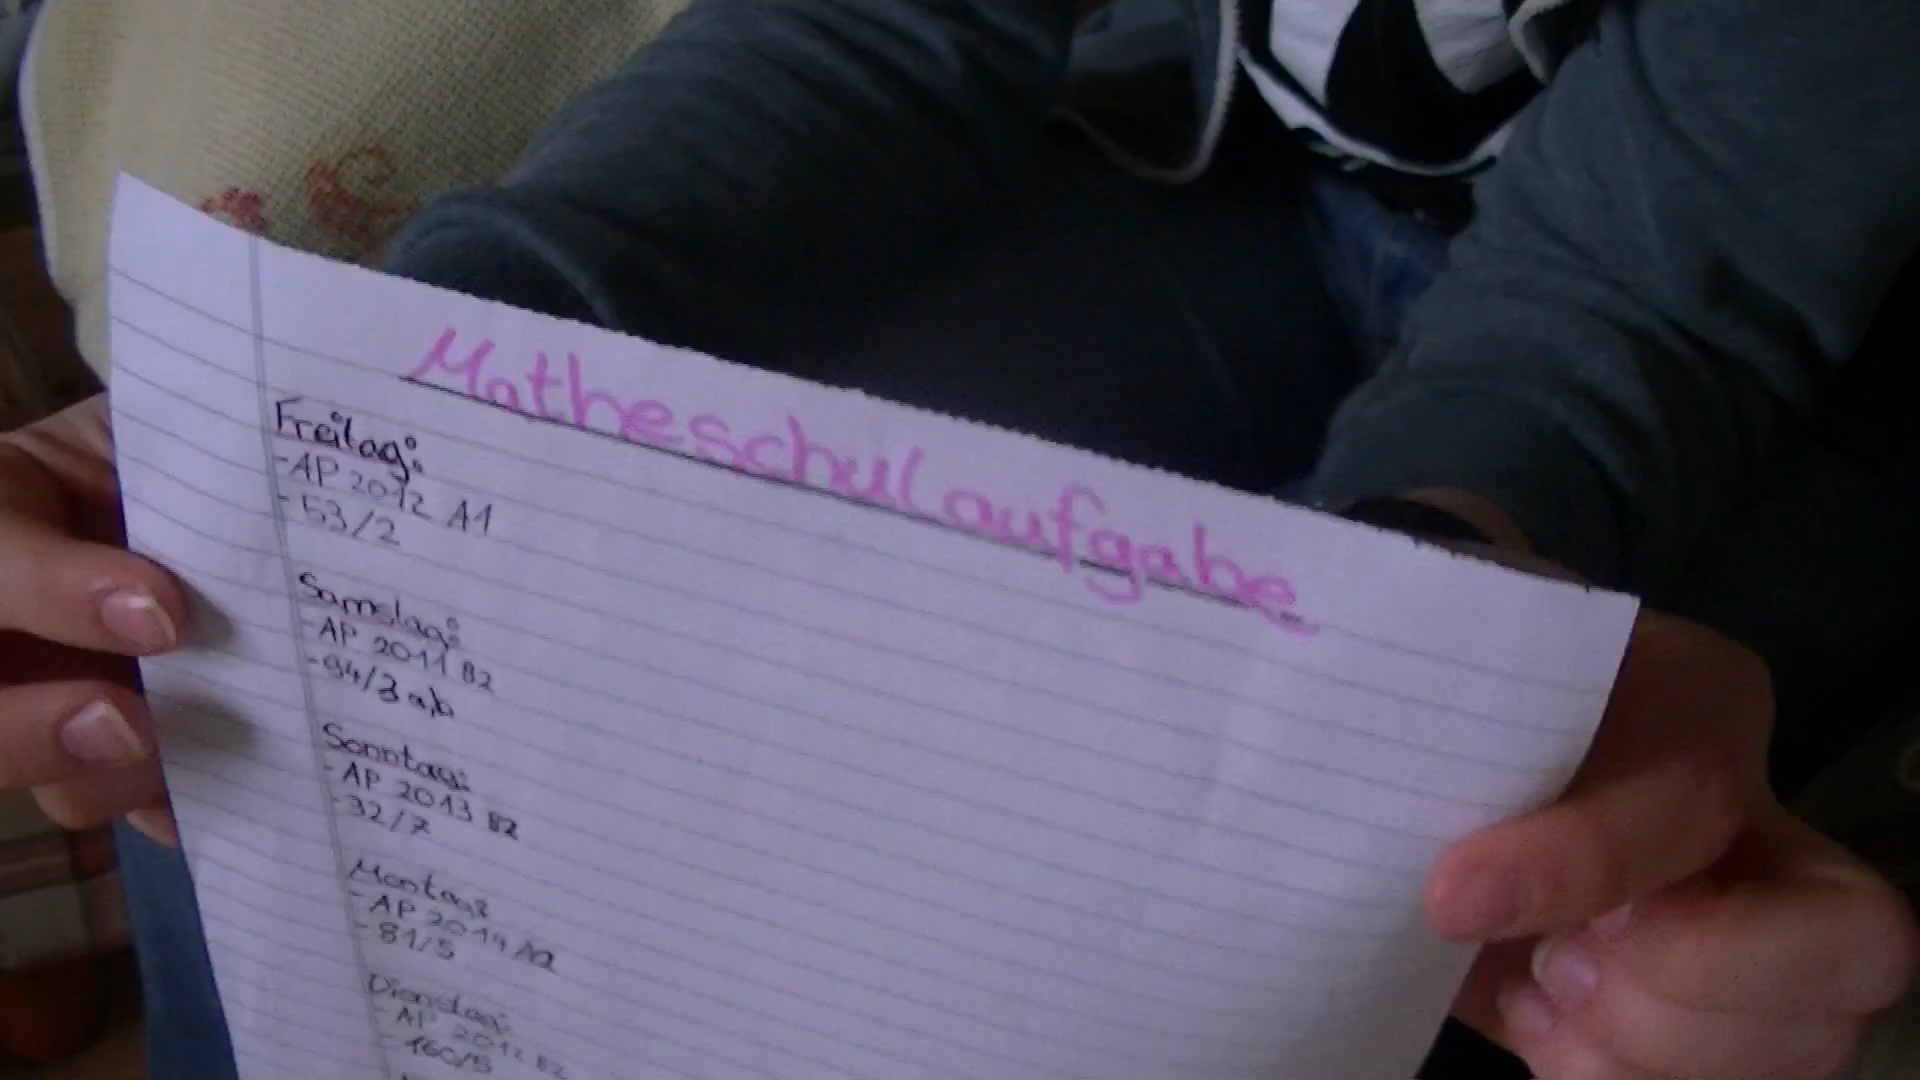 Matheschulaufgabe
Freitag:
- AP 2012 A1
- 53/2
Samstag:
- AP 2011 B2
- 94/3 a,b
Sonntag:
- AP 2013 B2
- 32/7
Montag:
- AP 2014 A2
- 81/5
Dienstag:
- AP 2012 B2
- 160/5